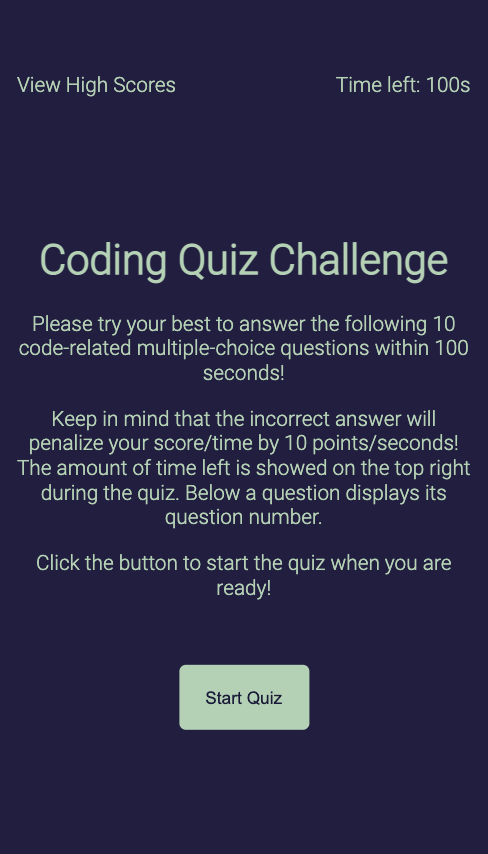 View High Scores
Time left: 100s
Coding Quiz Challenge
Please try your best to answer the following 10
code-related multiple-choice questions within 100
seconds!
Keep in mind that the incorrect answer will
penalize your score/time by 10 points/seconds!
The amount of time left is showed on the top right
during the quiz. Below a question displays its
question number.
Click the button to start the quiz when you are
ready!
Start Quiz